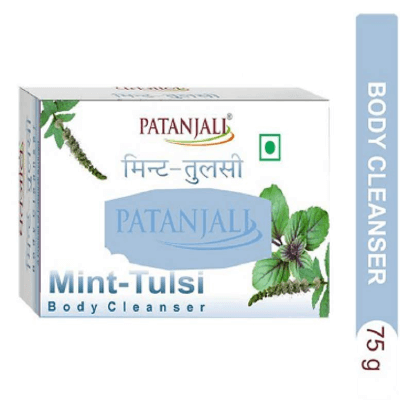 PATANJALI®
मिन्ट-तुलसी
PATANJALI
Mint-Tulsi
Body Cleanser
BODY CLEANSER
75 g